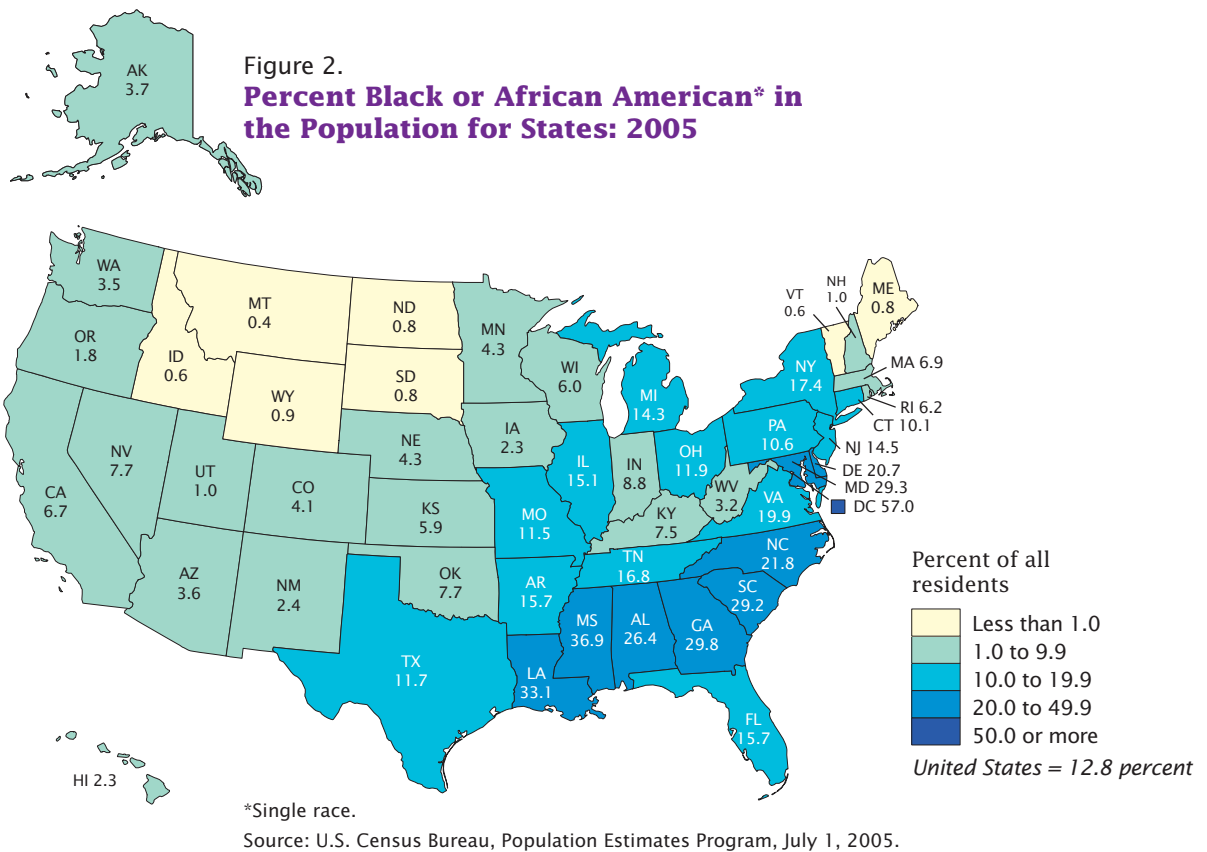 AK
3.7
Figure 2.
Percent Black or African American* in
the Population for States: 2005
WA
3.5
OR
1.8
CA
6.7
NV
7.7
ID
0.6
MT
0.4
WY
0.9
UT
1.0
CO
4.1
AZ
3.6
NM
2.4
ND
0.8
SD
0.8
NE
4.3
KS
5.9
OK
7.7
TX
11.7
MN
4.3
IA
2.3
MO
11.5
AR
15.7
LA
33.1
WI
6.0
IL
15.1
MI
14.3
IN
8.8
OH
11.9
KY
7.5
TN
16.8
MS
36.9
AL
26.4
GA
29.8
FL
15.7
SC
29.2
NC
21.8
VA
19.9
WV
3.2
PA
10.6
NY
17.4
VT
0.6
NH
1.0
ME
0.8
MA 6.9
RI 6.2
CT 10.1
NJ 14.5
DE 20.7
MD 29.3
DC 57.0
HI 2.3
Percent of all
residents
Less than 1.0
1.0 to 9.9
10.0 to 19.9
20.0 to 49.9
50.0 or more
United States = 12.8 percent
*Single race.
Source: U.S. Census Bureau, Population Estimates Program, July 1, 2005.